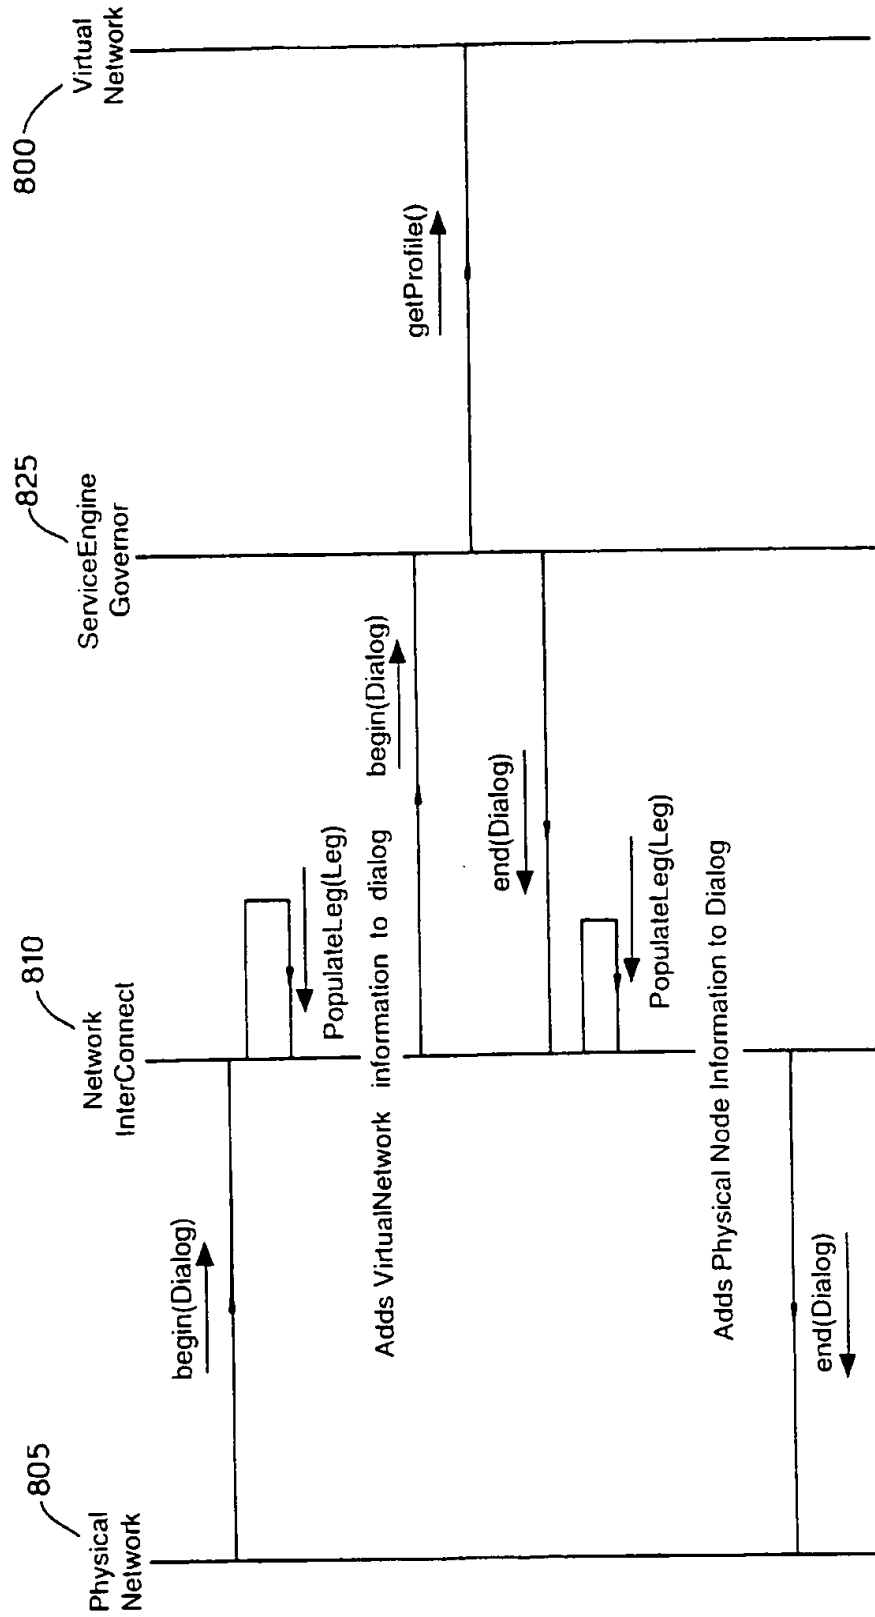 805
Physical
Network
810
Network
InterConnect
825
ServiceEngine
Governor
800
Virtual
Network
begin(Dialog)
PopulateLeg(Leg)
Adds VirtualNetwork information to dialog
begin(Dialog)
getProfile()
end(Dialog)
PopulateLeg(Leg)
Adds Physical Node Information to Dialog
end(Dialog)